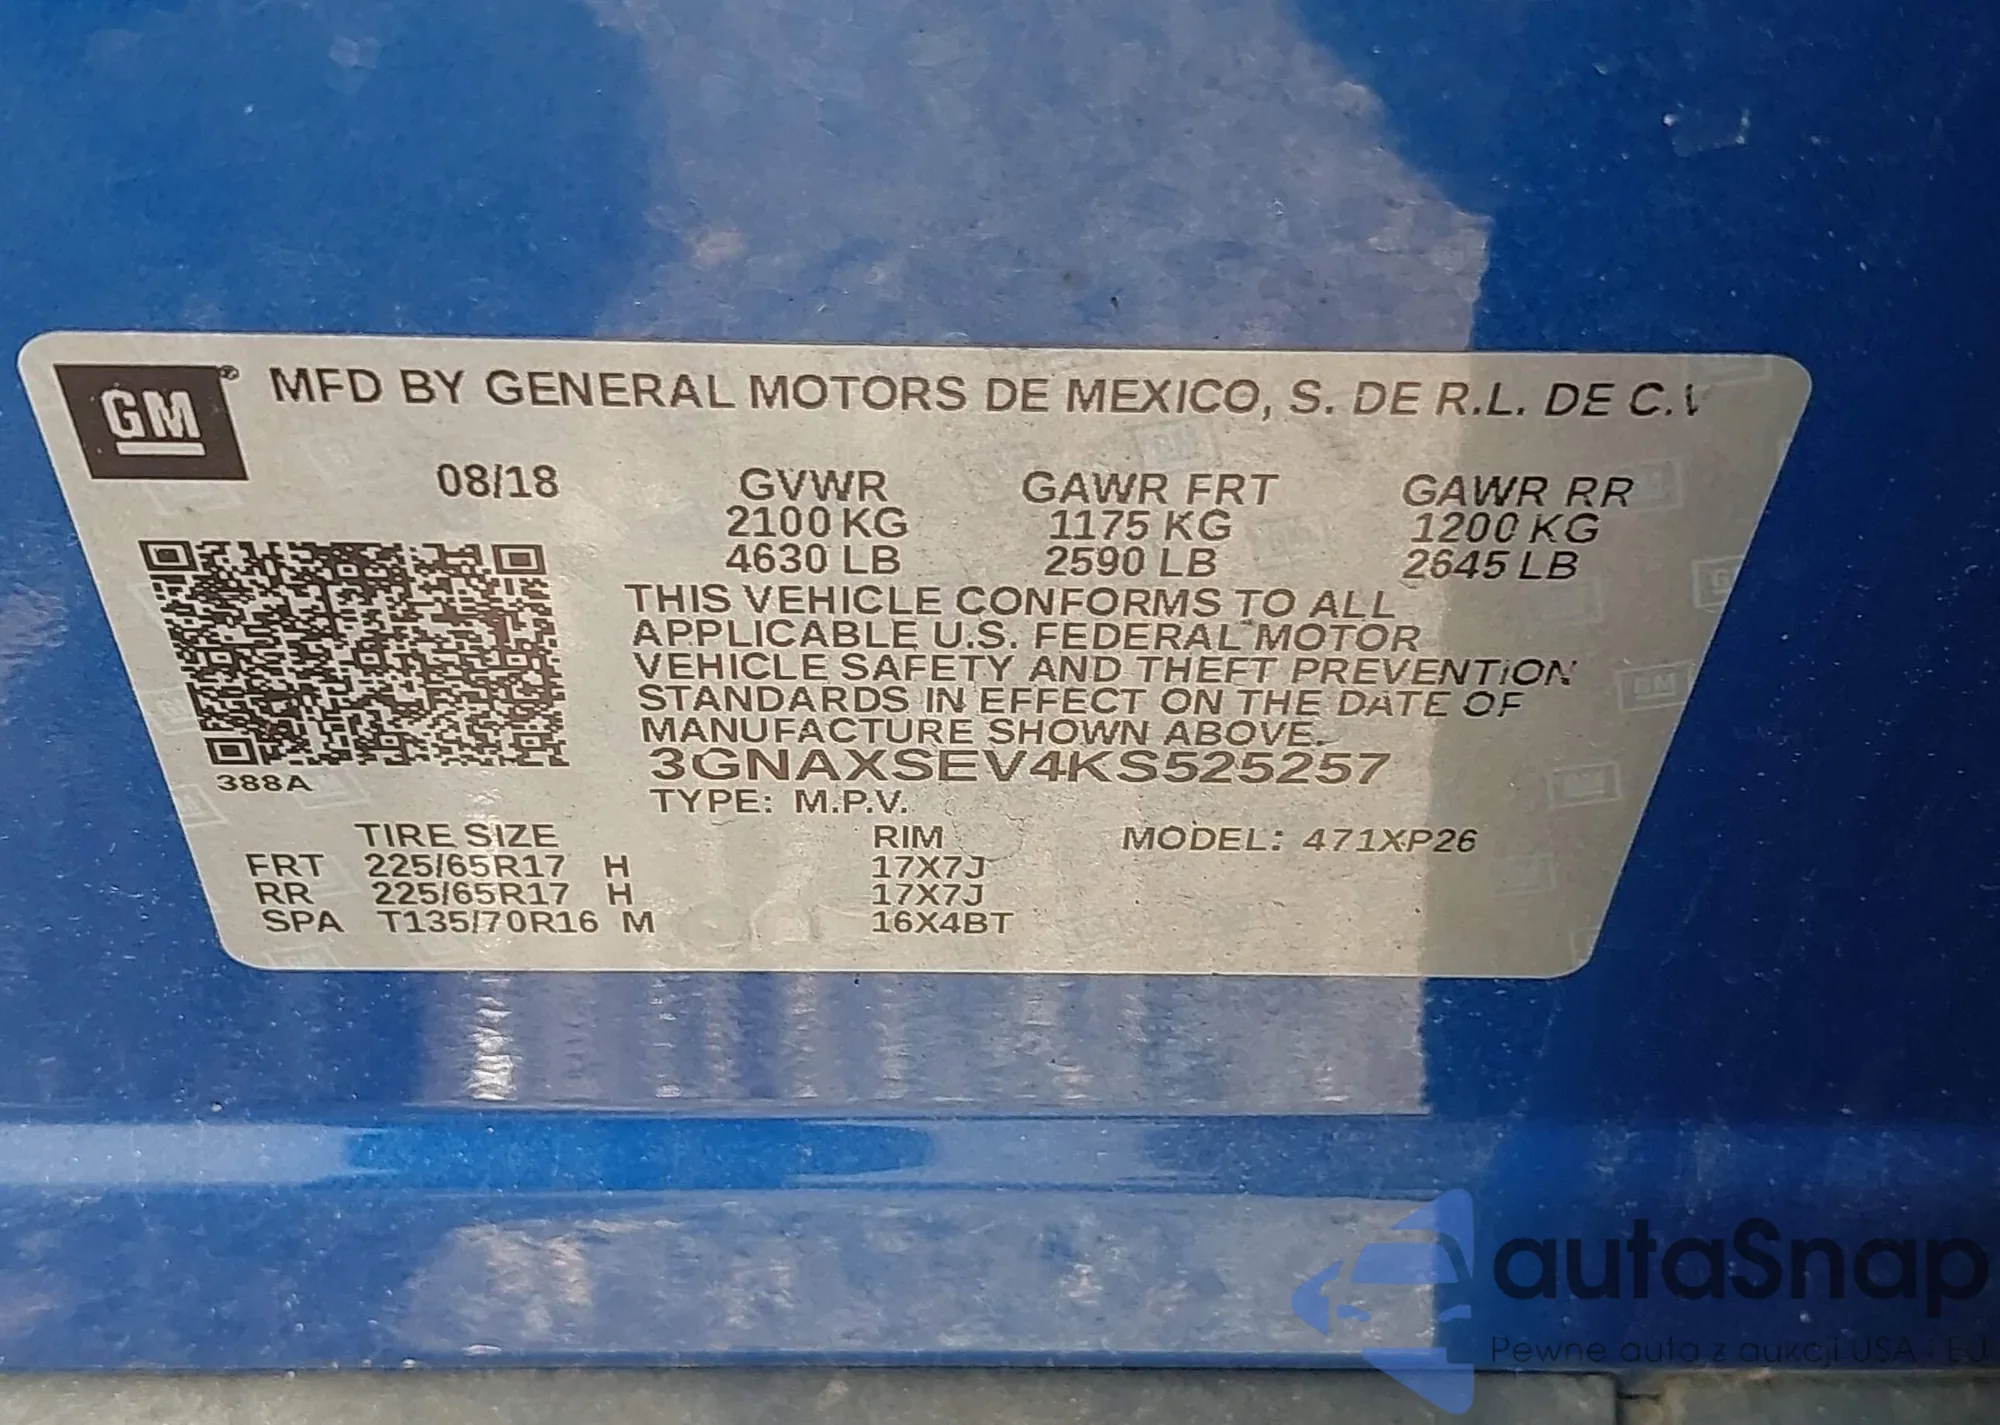 GM® MFD BY GENERAL MOTORS DE MEXICO, S. DE R.L. DE C.V
08/18 GVWR GAWR FRT GAWR RR
2100 KG 1175 KG 1200 KG
4630 LB 2590 LB 2645 LB
THIS VEHICLE CONFORMS TO ALL
APPLICABLE U.S. FEDERAL MOTOR
VEHICLE SAFETY AND THEFT PREVENTION
STANDARDS IN EFFECT ON THE DATE OF
MANUFACTURE SHOWN ABOVE.
3GNAXSEV4KS525257
388A
TYPE: M.P.V.
TIRE SIZE RIM MODEL: 471XP26
FRT 225/65R17 H 17X7J
RR 225/65R17 H 17X7J
SPA T135/70R16 M 16X4BT
autaSnap
Pewne auta z aukcji USA i EU